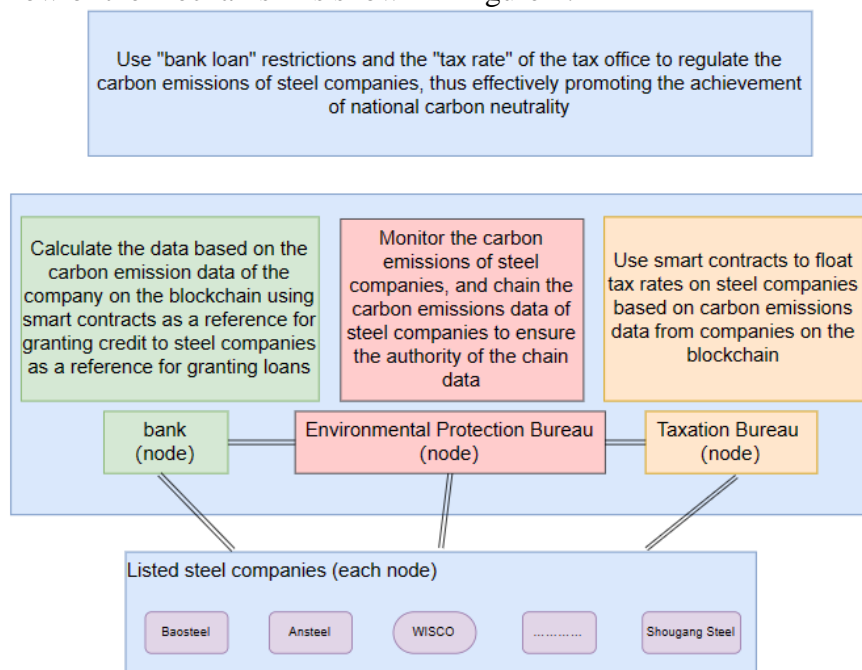 Use "bank loan" restrictions and the "tax rate" of the tax office to regulate the
carbon emissions of steel companies, thus effectively promoting the achievement
of national carbon neutrality
Calculate the data based on the
carbon emission data of the
company on the blockchain using
smart contracts as a reference for
granting credit to steel companies
as a reference for granting loans
Monitor the carbon
emissions of steel
companies, and chain the
carbon emissions data of
steel companies to ensure
the authority of the chain
data
Use smart contracts to float
tax rates on steel companies
based on carbon emissions
data from companies on the
blockchain
bank
(node)
Environmental Protection Bureau
(node)
Taxation Bureau
(node)
Listed steel companies (each node)
Baosteel
Ansteel
WISCO
............
Shougang Steel